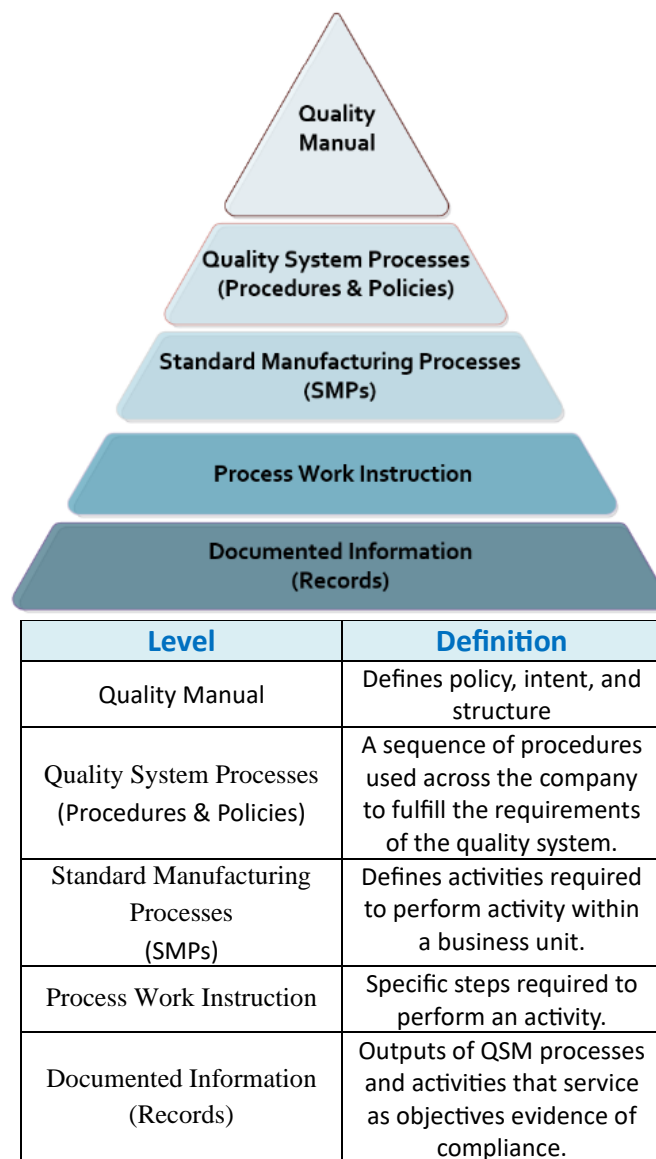 Quality
Manual
Quality System Processes
(Procedures & Policies)
Standard Manufacturing Processes
(SMPs)
Process Work Instruction
Documented Information
(Records)
Level
Definition
Quality Manual
Defines policy, intent, and
structure
Quality System Processes
(Procedures & Policies)
A sequence of procedures
used across the company
to fulfill the requirements
of the quality system.
Standard Manufacturing
Processes
(SMPs)
Defines activities required
to perform activity within
a business unit.
Process Work Instruction
Specific steps required to
perform an activity.
Documented Information
(Records)
Outputs of QSM processes
and activities that service
as objectives evidence of
compliance.